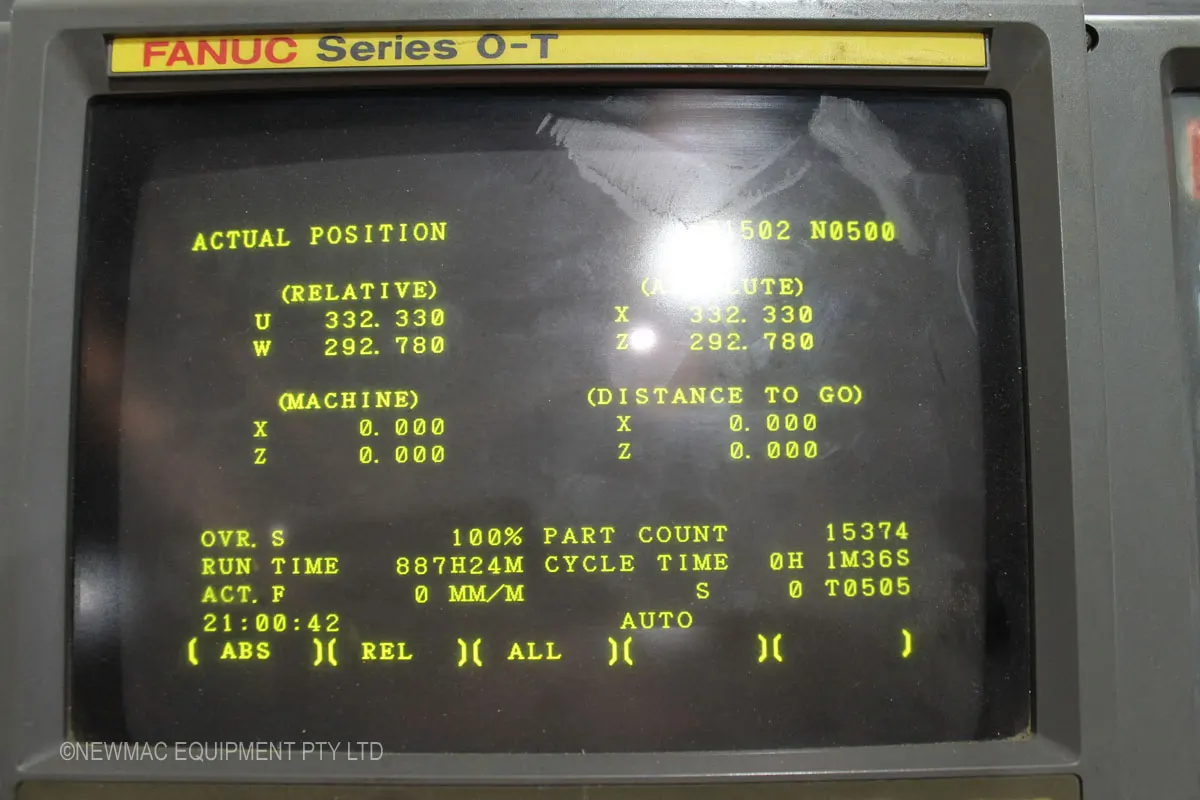 FANUC Series 0-T
ACTUAL POSITION 1502 N0500
(RELATIVE)
U 332. 330
W 292. 780
X 332. 330
Z 292. 780
(MACHINE) (DISTANCE TO GO)
X 0. 000 X 0. 000
Z 0. 000 Z 0. 000
OVR. S 100% PART COUNT 15374
RUN TIME 887H24M CYCLE TIME 0H 1M36S
ACT. F 0 MM/M S 0 T0505
21:00:42 AUTO
( ABS )( REL )( ALL )( )( )
©NEWMAC EQUIPMENT PTY LTD